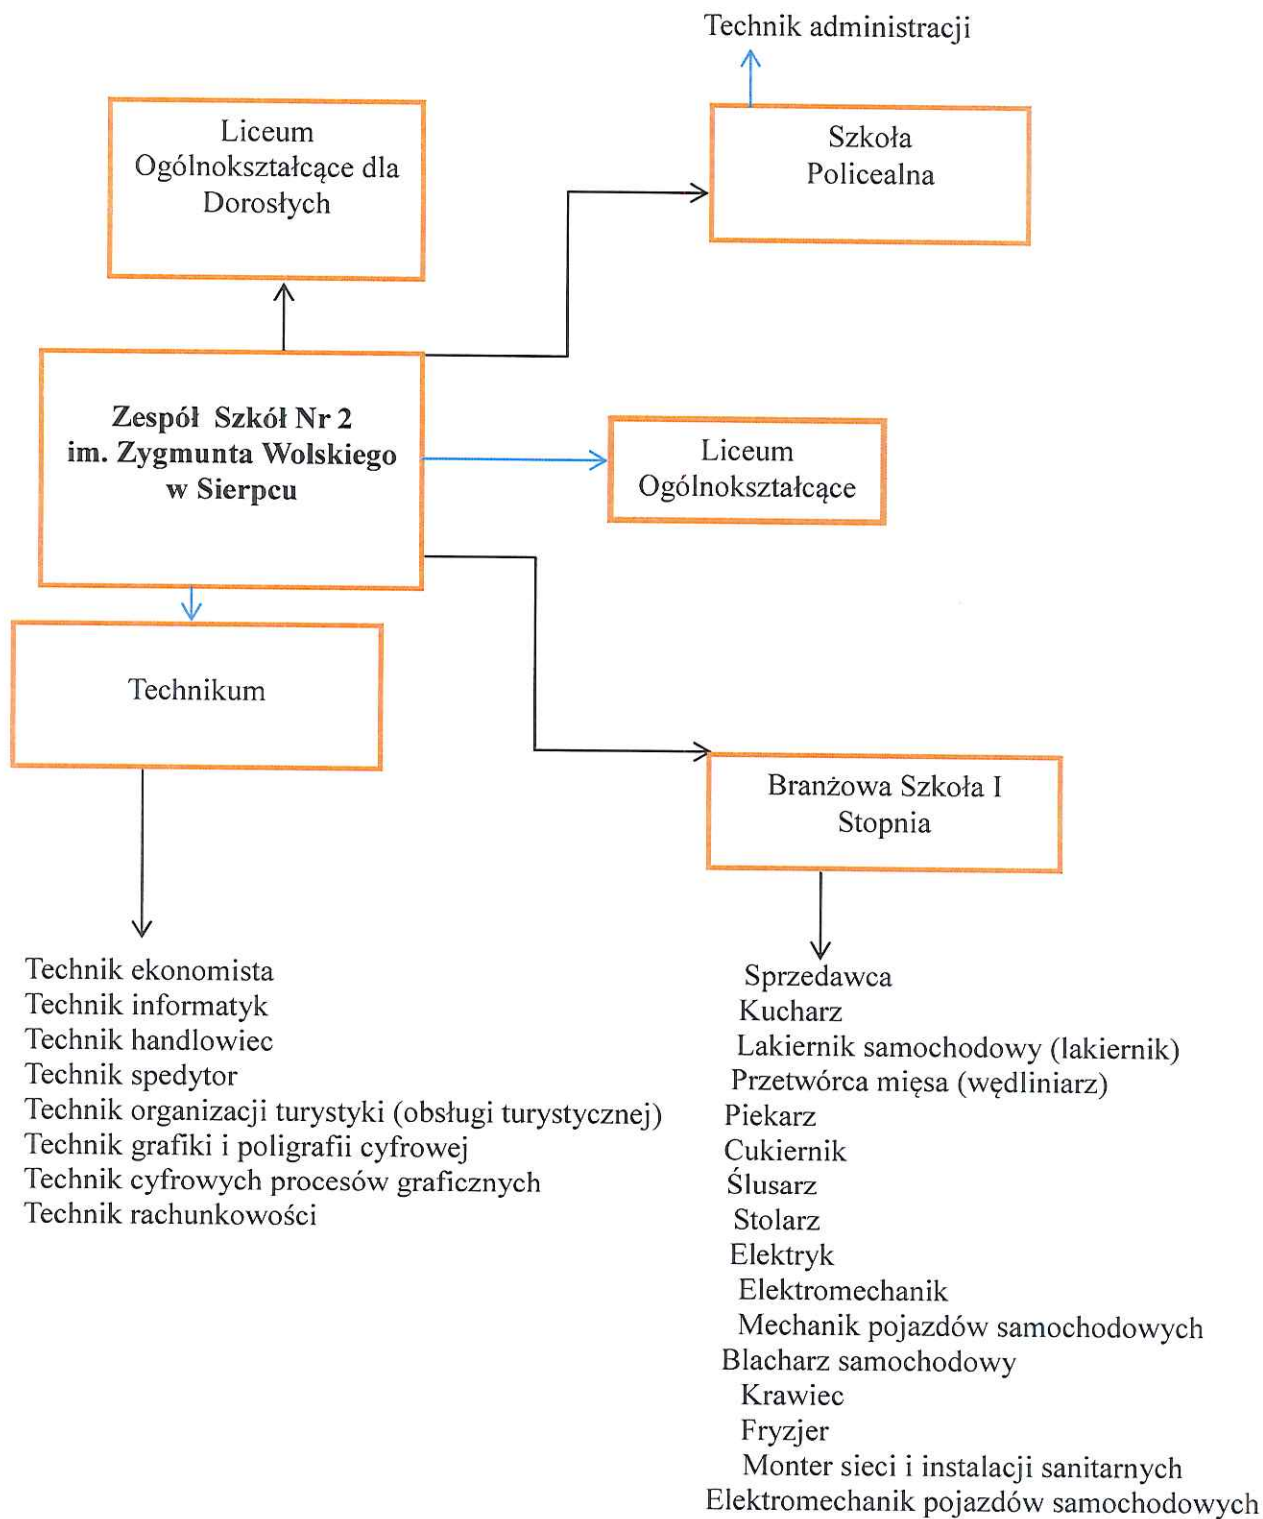 Technik administracji
Liceum
Ogólnokształcące dla
Dorosłych
Szkoła
Policealna
Zespół Szkół Nr 2
im. Zygmunta Wolskiego
w Sierpcu
Liceum
Ogólnokształcące
Technikum
Branżowa Szkoła I
Stopnia
Technik ekonomista
Technik informatyk
Technik handlowiec
Technik spedytor
Technik organizacji turystyki (obsługi turystycznej)
Technik grafiki i poligrafii cyfrowej
Technik cyfrowych procesów graficznych
Technik rachunkowości
Sprzedawca
Kucharz
Lakiernik samochodowy (lakiernik)
Przetwórca mięsa (wędliniarz)
Piekarz
Cukiernik
Ślusarz
Stolarz
Elektryk
Elektromechanik
Mechanik pojazdów samochodowych
Blacharz samochodowy
Krawiec
Fryzjer
Monter sieci i instalacji sanitarnych
Elektromechanik pojazdów samochodowych